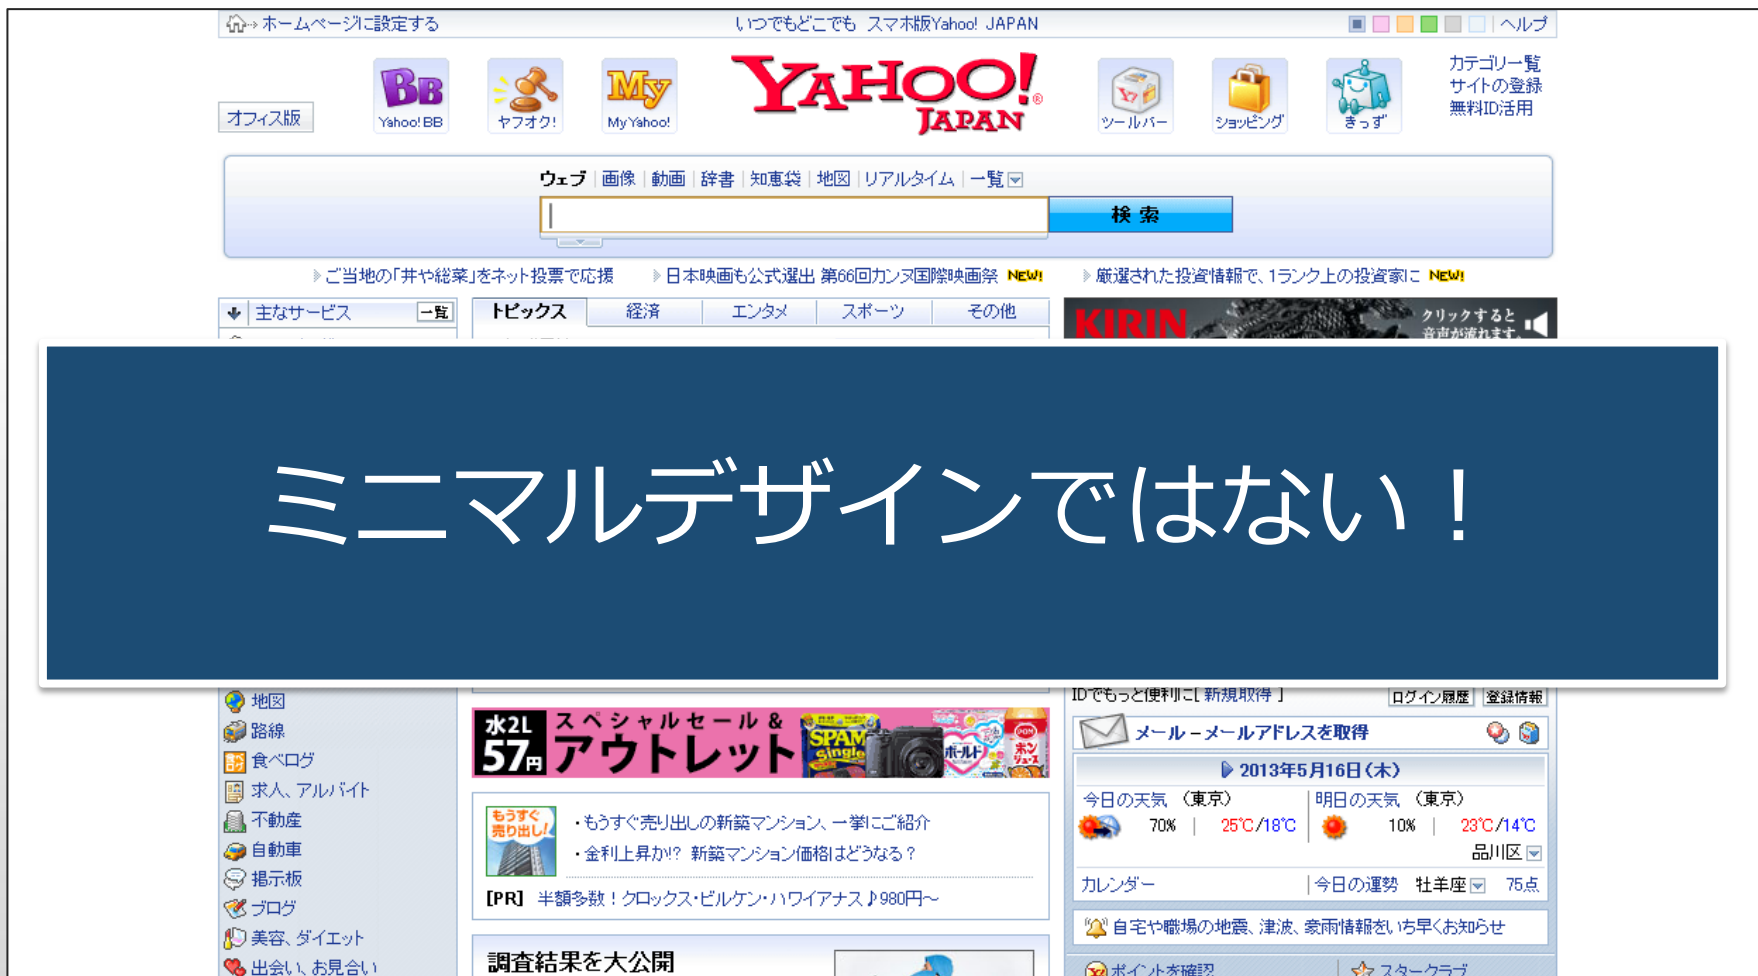 ホームページに設定する
いつでもどこでも スマホ版Yahoo! JAPAN
ヘルプ
オフィス版
BB
Yahoo! BB
ヤフオク!
My
My Yahoo!
YAHOO!
JAPAN
ツールバー
ショッピング
きっず
カテゴリ一覧
サイトの登録
無料ID活用
ウェブ 画像 動画 辞書 知恵袋 地図 リアルタイム 一覧
検索
ご当地の「丼や総菜」をネット投票で応援
日本映画も公式選出 第66回カンヌ国際映画祭 NEW!
厳選された投資情報で、1ランク上の投資家に NEW!
主なサービス 一覧
トピックス 経済 エンタメ スポーツ その他
KIRIN
クリックすると
音声が流れます。
ミニマルデザインではない！
地図
路線
食べログ
求人、アルバイト
不動産
自動車
掲示板
ブログ
美容、ダイエット
出会い、お見合い
水2L
57円
スペシャルセール＆
アウトレット
SPAM
Single
ボールド
POM
ポン
ジュース
もうすぐ
売り出し!
・もうすぐ売り出しの新築マンション、一挙にご紹介
・金利上昇か!? 新築マンション価格はどうなる？
[PR] 半額多数！クロックス・ビルケン・ハワイアナス♪980円～
調査結果を大公開
IDでもっと便利に[ 新規取得 ]
ログイン履歴 登録情報
メール－メールアドレスを取得
2013年5月16日(木)
今日の天気 （東京）
70% | 25℃/18℃
明日の天気 （東京）
10% | 23℃/14℃
品川区
カレンダー
今日の運勢 牡羊座 75点
自宅や職場の地震、津波、豪雨情報をいち早くお知らせ
ポイントを確認
スタークラブ